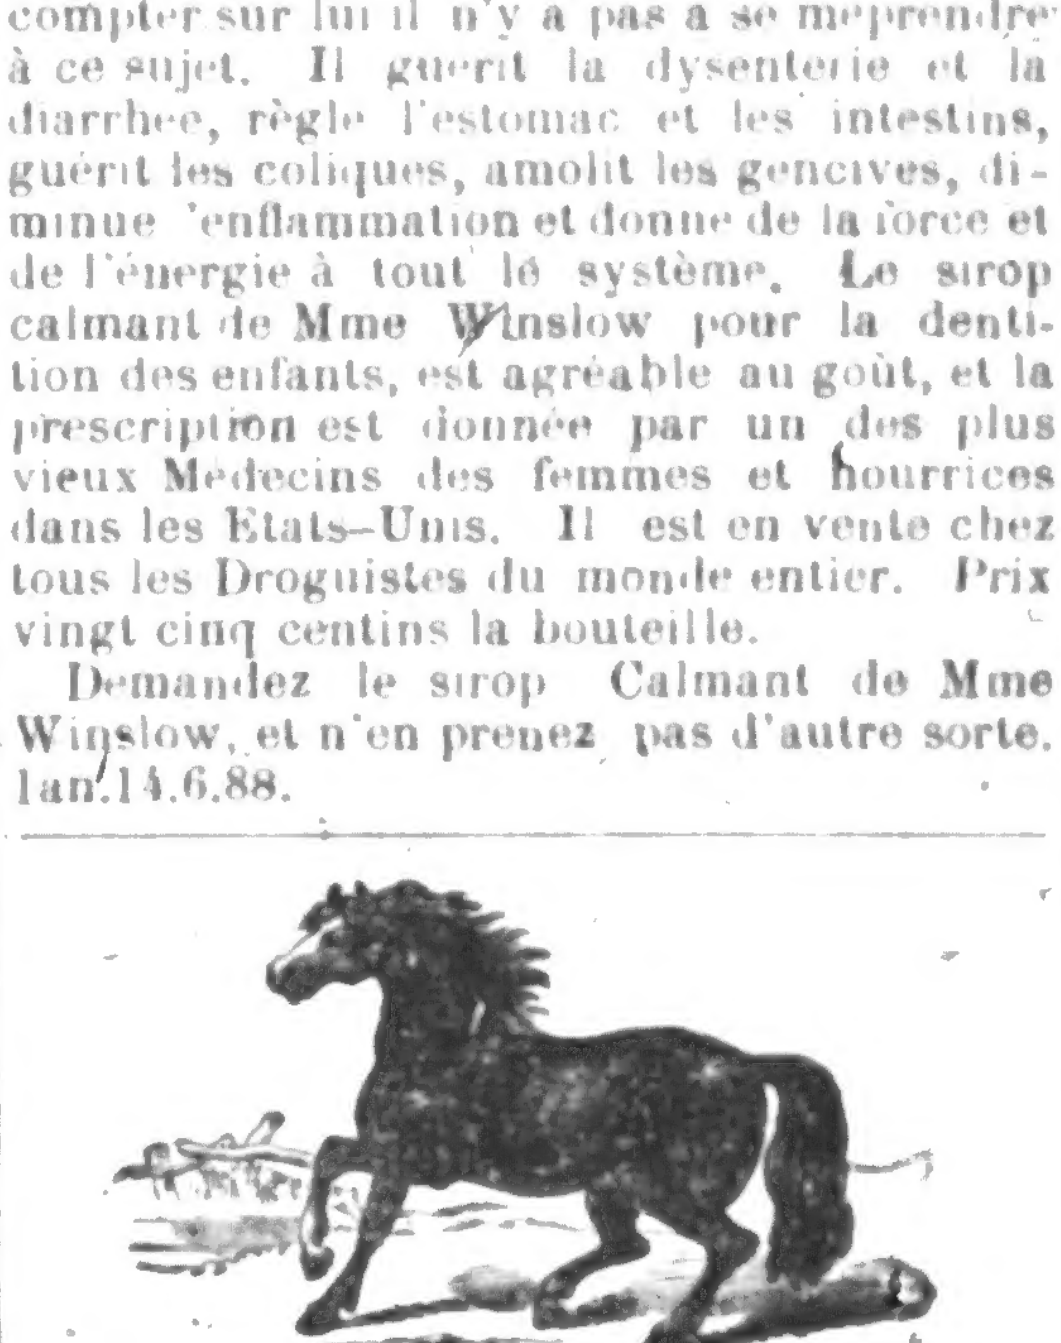 compter sur lui il n'y a pas à se méprendre
à ce sujet. Il guérit la dysenterie et la
diarrhee, règle l'estomac et les intestins,
guérit les coliques, amolit les gencives, di-
minue 'enflammation et donne de la force et
de l'énergie à tout le système. Le sirop
calmant de Mme Winslow pour la denti-
tion des enfants, est agréable au goût, et la
prescription est donnée par un des plus
vieux Medecins des femmes et nourrices
dans les Etats-Unis. Il est en vente chez
tous les Droguistes du monde entier. Prix
vingt cinq centins la bouteille.
Demandez le sirop Calmant de Mme
Winslow, et n'en prenez pas d'autre sorte.
1an.14.6.88.